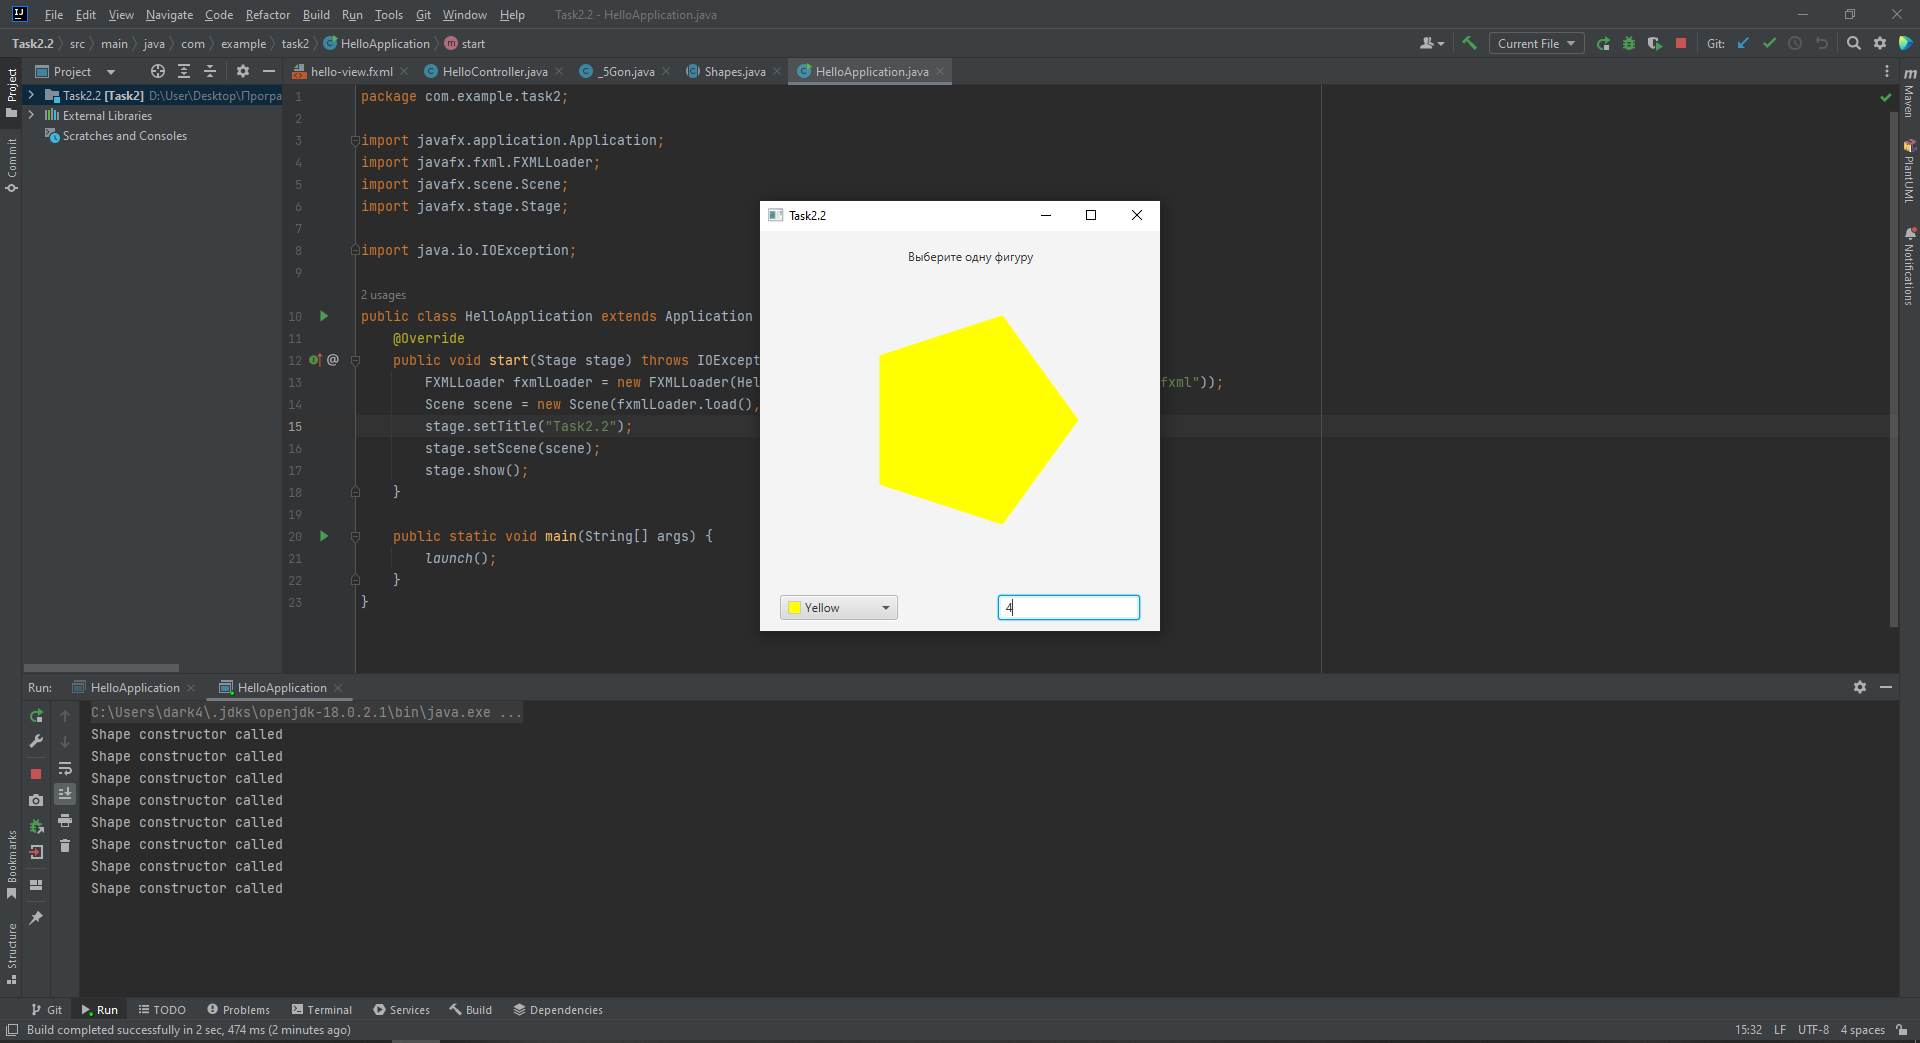 File Edit View Navigate Code Refactor Build Run Tools Git Window Help Task2.2 - HelloApplication.java
Task2.2 src main java com example task2 HelloApplication start
Current File Git:
Project
hello-view.fxml HelloController.java _5Gon.java Shapes.java HelloApplication.java
Task2.2 [Task2] D:\User\Desktop\Програ
External Libraries
Scratches and Consoles
Project
Commit
Bookmarks
Structure
Maven
PlantUML
Notifications
1 package com.example.task2;
2
3 import javafx.application.Application;
4 import javafx.fxml.FXMLLoader;
5 import javafx.scene.Scene;
6 import javafx.stage.Stage;
7
8 import java.io.IOException;
9
2 usages
10 public class HelloApplication extends Application
11 @Override
12 public void start(Stage stage) throws IOExcept
13 FXMLLoader fxmlLoader = new FXMLLoader(Hel fxml"));
14 Scene scene = new Scene(fxmlLoader.load(),
15 stage.setTitle("Task2.2");
16 stage.setScene(scene);
17 stage.show();
18 }
19
20 public static void main(String[] args) {
21 launch();
22 }
23 }
Task2.2
Выберите одну фигуру
Yellow
4
Run: HelloApplication HelloApplication
C:\Users\dark4\.jdks\openjdk-18.0.2.1\bin\java.exe ...
Shape constructor called
Shape constructor called
Shape constructor called
Shape constructor called
Shape constructor called
Shape constructor called
Shape constructor called
Shape constructor called
Git Run TODO Problems Terminal Services Build Dependencies
Build completed successfully in 2 sec, 474 ms (2 minutes ago) 15:32 LF UTF-8 4 spaces